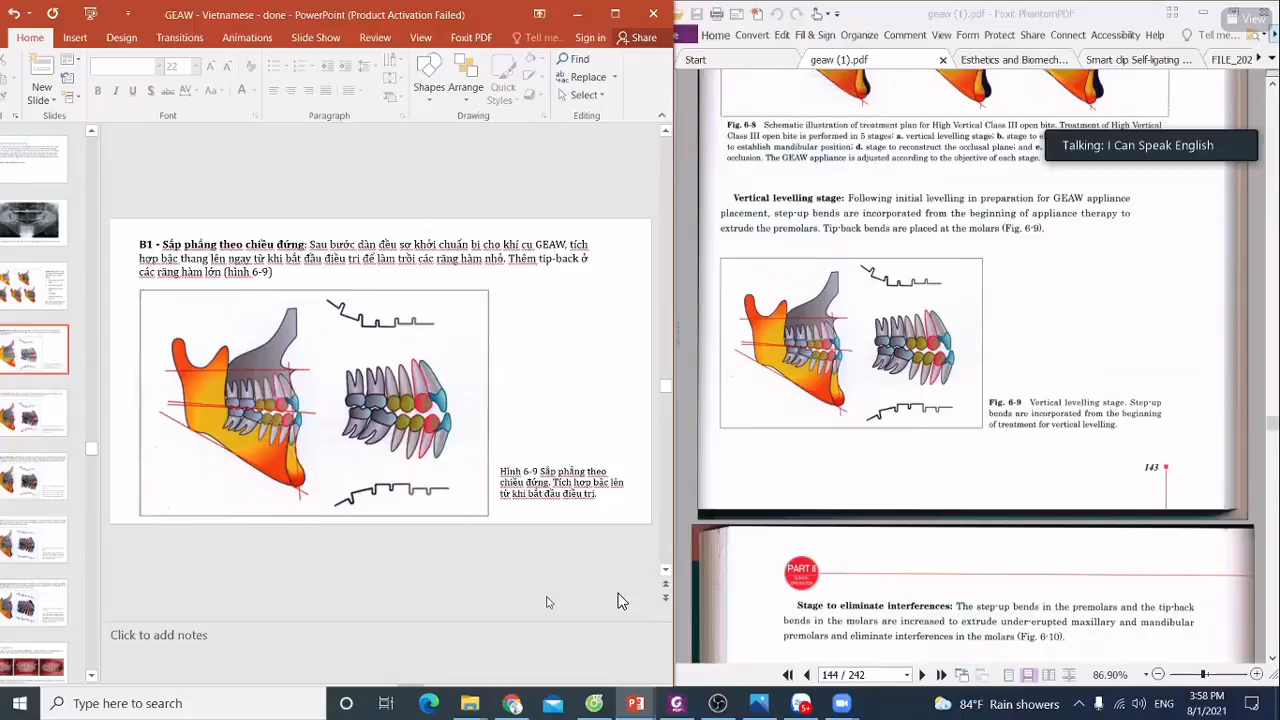 GEAW - Vietnamese - done - PowerPoint (Product Activation Failed)
Home Insert Design Transitions Animations Slide Show Review View Foxit PDF Tell me... Sign in Share
New
Slide
Slides
22
B I U S abc AV Aa A
Font
Paragraph
Shapes Arrange Quick
Styles
Drawing
Find
Replace
Select
Editing
B1 - Sắp phẳng theo chiều đứng: Sau bước dàn đều sơ khởi chuẩn bị cho khí cụ GEAW, tích
hợp bậc thang lên ngay từ khi bắt đầu điều trị để làm trồi các răng hàm nhỏ. Thêm tip-back ở
các răng hàm lớn (hình 6-9)
Hình 6-9 Sắp phẳng theo
chiều đứng. Tích hợp bậc lên
từ khi bắt đầu điều trị.
Click to add notes
geaw (1).pdf - Foxit PhantomPDF
View
Home Convert Edit Organize Comment View Form Protect Share Connect Accessibility Help Tell me...
Start geaw (1).pdf Esthetics and Biomech... Smart clip Self-ligating ... FILE_202
Fig. 6-8 Schematic illustration of treatment plan for High Vertical Class III open bite. Treatment of High Vertical
Class III open bite is performed in 5 stages: a. vertical levelling stage; b. stage to
to establish mandibular position; d. stage to reconstruct the occlusal plane; and e.
occlusion. The GEAW appliance is adjusted according to the objective of each stage.
Talking: I Can Speak English
Vertical levelling stage: Following initial levelling in preparation for GEAW appliance
placement, step-up bends are incorporated from the beginning of appliance therapy to
extrude the premolars. Tip-back bends are placed at the molars (Fig. 6-9).
Fig. 6-9 Vertical levelling stage. Step-up
bends are incorporated from the beginning
of treatment for vertical levelling.
143
PART II
Stage to eliminate interferences: The step-up bends in the premolars and the tip-back
bends in the molars are increased to extrude under-erupted maxillary and mandibular
premolars and eliminate interferences in the molars (Fig. 6-10).
144 / 242
86.90%
Type here to search
84°F Rain showers
3:58 PM
8/1/2021